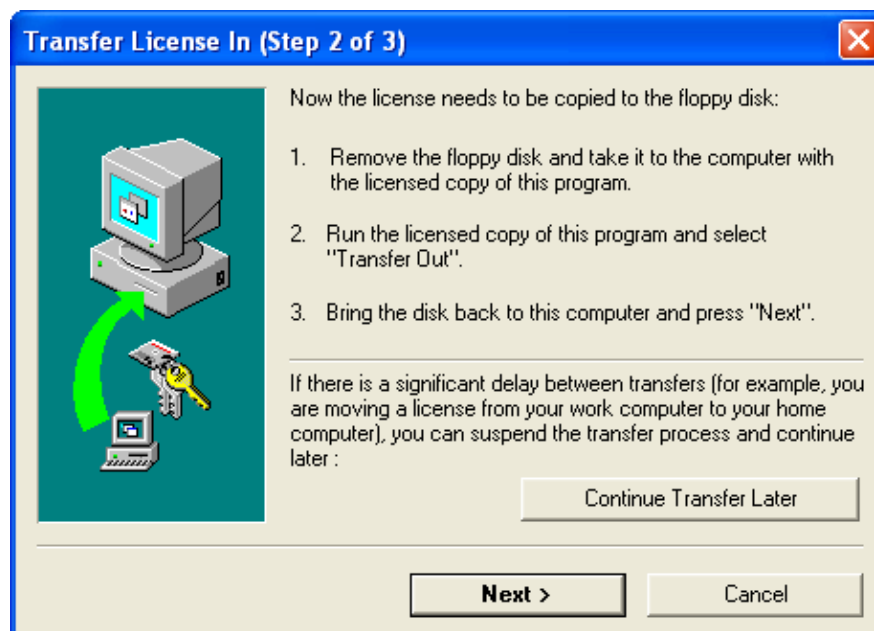 Transfer License In (Step 2 of 3)
Now the license needs to be copied to the floppy disk:
1. Remove the floppy disk and take it to the computer with
the licensed copy of this program.
2. Run the licensed copy of this program and select
"Transfer Out".
3. Bring the disk back to this computer and press "Next".
If there is a significant delay between transfers (for example, you
are moving a license from your work computer to your home
computer), you can suspend the transfer process and continue
later :
Continue Transfer Later
Next >
Cancel